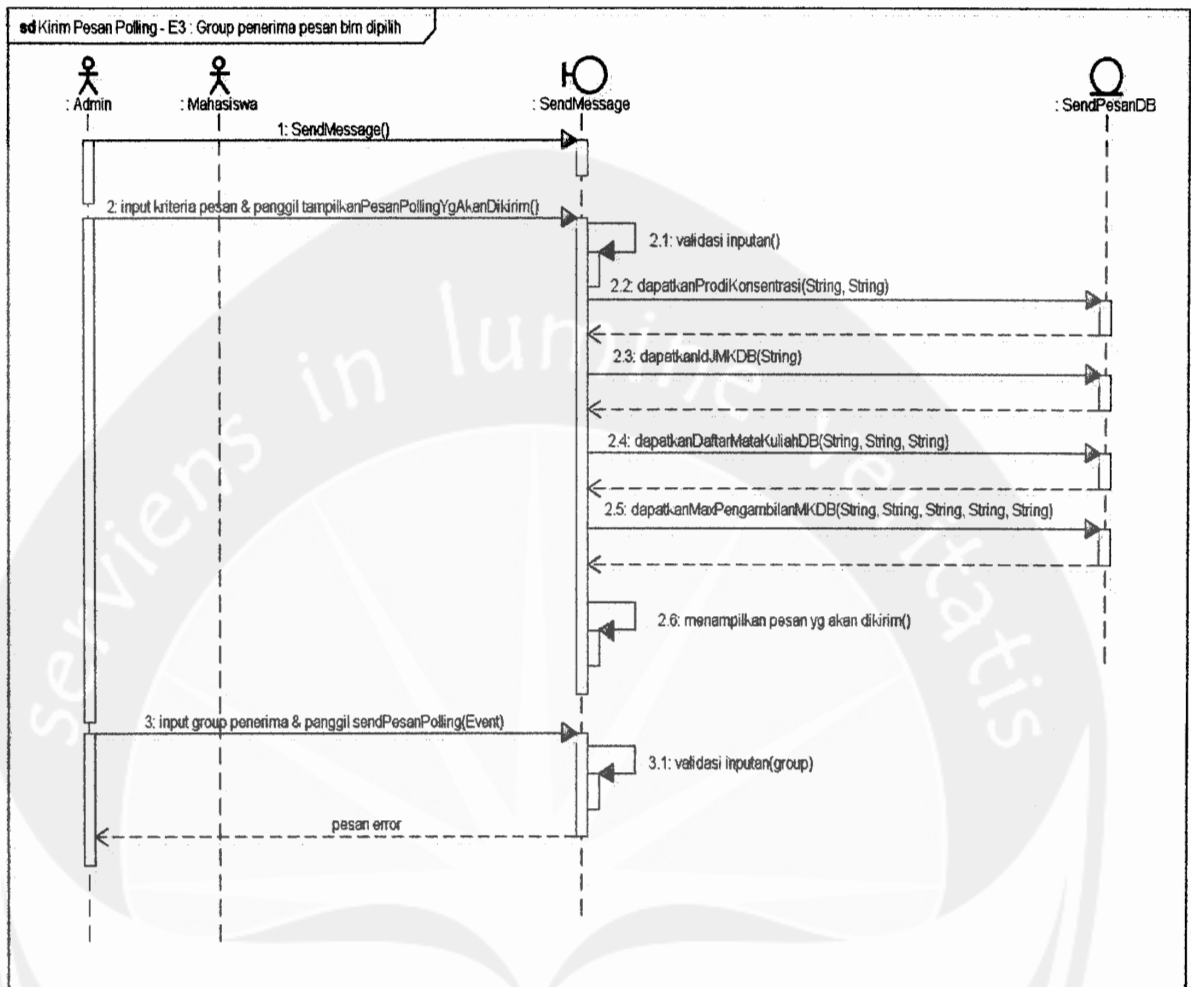 sd Kirim Pesan Polling - E3 : Group penerima pesan blm dipilih
: Admin
: Mahasiswa
: SendMessage
: SendPesanDB
1: SendMessage()
2: input kriteria pesan & panggil tampilkanPesanPollingYgAkanDikirim()
2.1: validasi inputan()
2.2: dapatkanProdiKonsentrasi(String, String)
2.3: dapatkanIdJMKDB(String)
2.4: dapatkanDaftarMataKuliahDB(String, String, String)
2.5: dapatkanMaxPengambilanMKDB(String, String, String, String, String)
2.6: menampilkan pesan yg akan dikirim()
3: input group penerima & panggil sendPesanPolling(Event)
3.1: validasi inputan(group)
pesan error
serviens in lumine veritatis